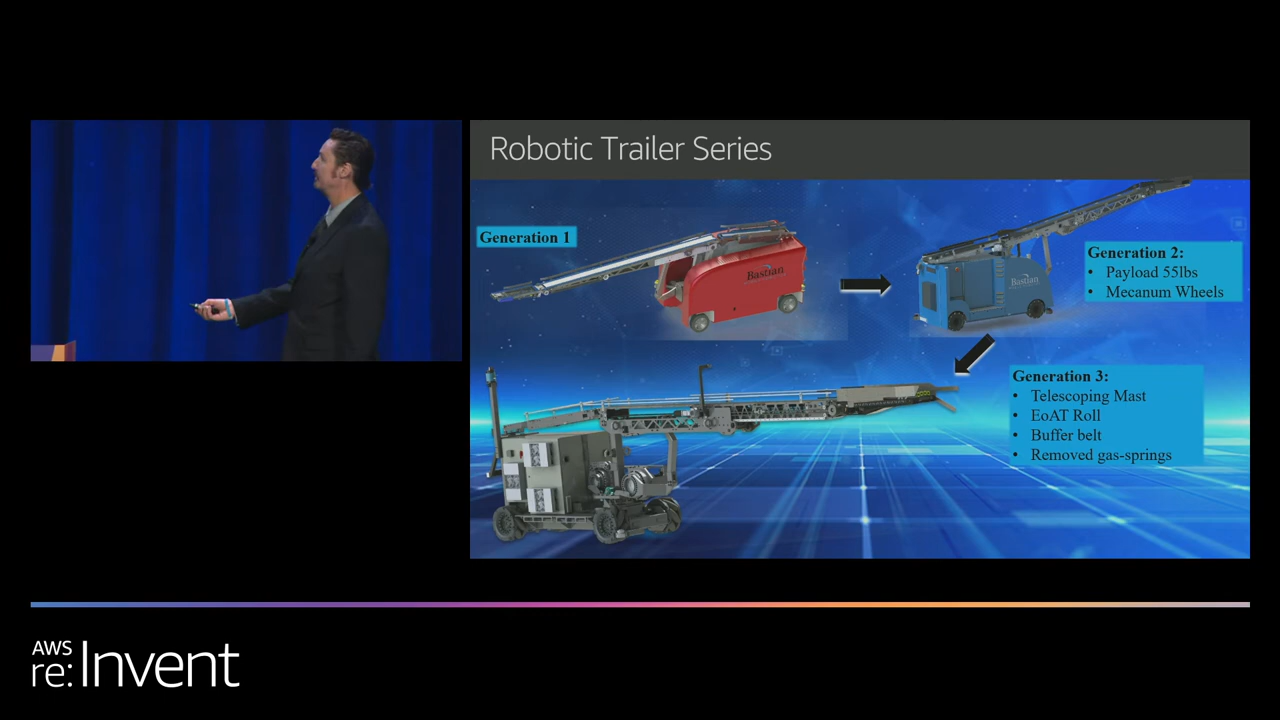 Robotic Trailer Series
Generation 1
Bastian
Bastian
Generation 2:
• Payload 55lbs
• Mecanum Wheels
Generation 3:
• Telescoping Mast
• EoAT Roll
• Buffer belt
• Removed gas-springs
AWS
re:Invent